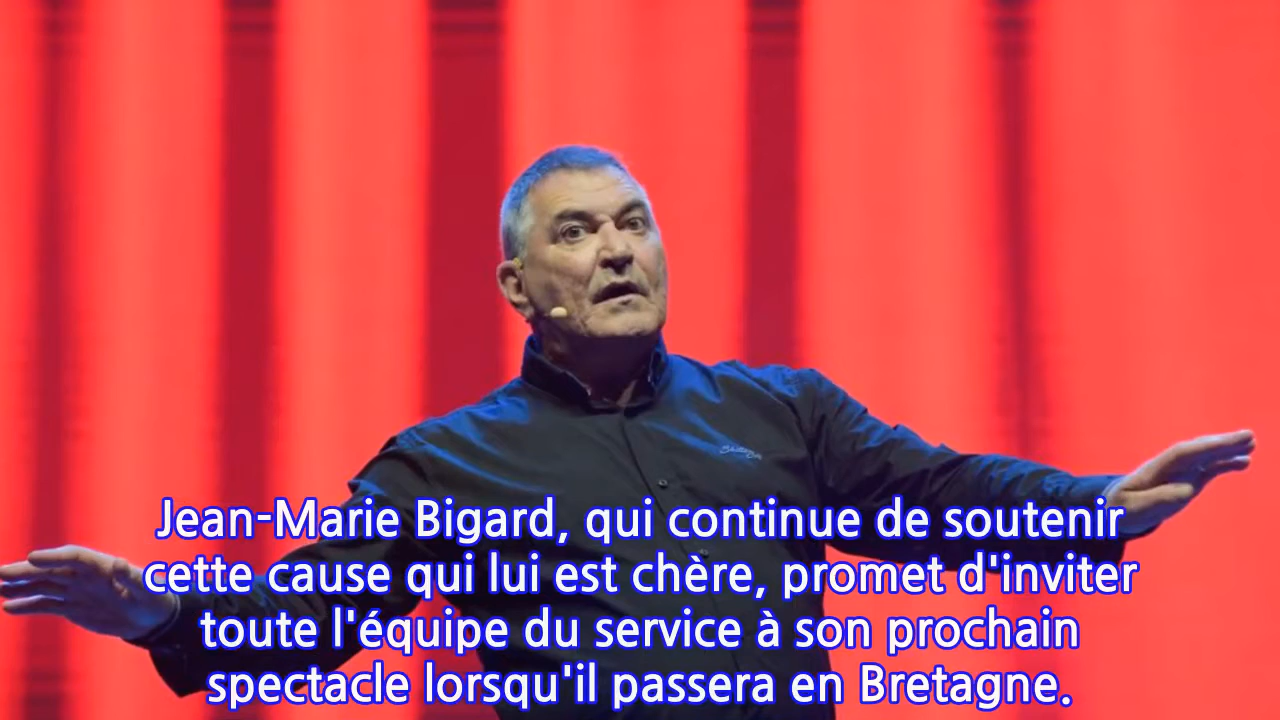 Jean-Marie Bigard, qui continue de soutenir
cette cause qui lui est chère, promet d'inviter
toute l'équipe du service à son prochain
spectacle lorsqu'il passera en Bretagne.